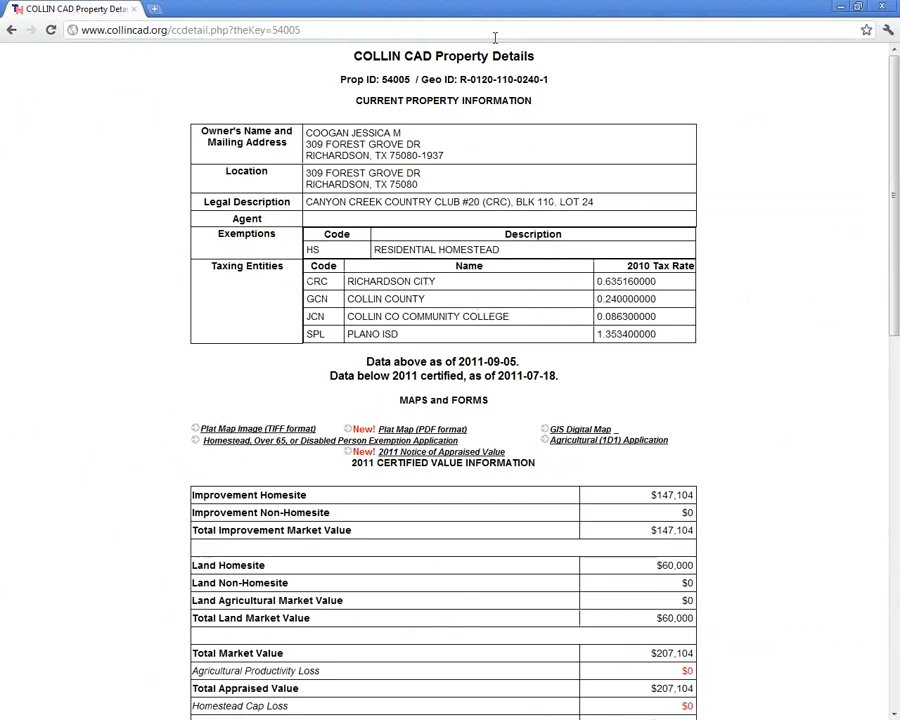 COLLIN CAD Property Deta
www.collincad.org/ccdetail.php?theKey=54005
COLLIN CAD Property Details
Prop ID: 54005 / Geo ID: R-0120-110-0240-1
CURRENT PROPERTY INFORMATION
Owner's Name and Mailing Address
COOGAN JESSICA M
309 FOREST GROVE DR
RICHARDSON, TX 75080-1937
Location
309 FOREST GROVE DR
RICHARDSON, TX 75080
Legal Description CANYON CREEK COUNTRY CLUB #20 (CRC), BLK 110, LOT 24
Agent
Exemptions Code Description
HS RESIDENTIAL HOMESTEAD
Taxing Entities Code Name 2010 Tax Rate
CRC RICHARDSON CITY 0.635160000
GCN COLLIN COUNTY 0.240000000
JCN COLLIN CO COMMUNITY COLLEGE 0.086300000
SPL PLANO ISD 1.353400000
Data above as of 2011-09-05.
Data below 2011 certified, as of 2011-07-18.
MAPS and FORMS
Plat Map Image (TIFF format) New! Plat Map (PDF format) GIS Digital Map
Homestead, Over 65, or Disabled Person Exemption Application Agricultural (1D1) Application
New! 2011 Notice of Appraised Value
2011 CERTIFIED VALUE INFORMATION
Improvement Homesite $147,104
Improvement Non-Homesite $0
Total Improvement Market Value $147,104
Land Homesite $60,000
Land Non-Homesite $0
Land Agricultural Market Value $0
Total Land Market Value $60,000
Total Market Value $207,104
Agricultural Productivity Loss $0
Total Appraised Value $207,104
Homestead Cap Loss $0